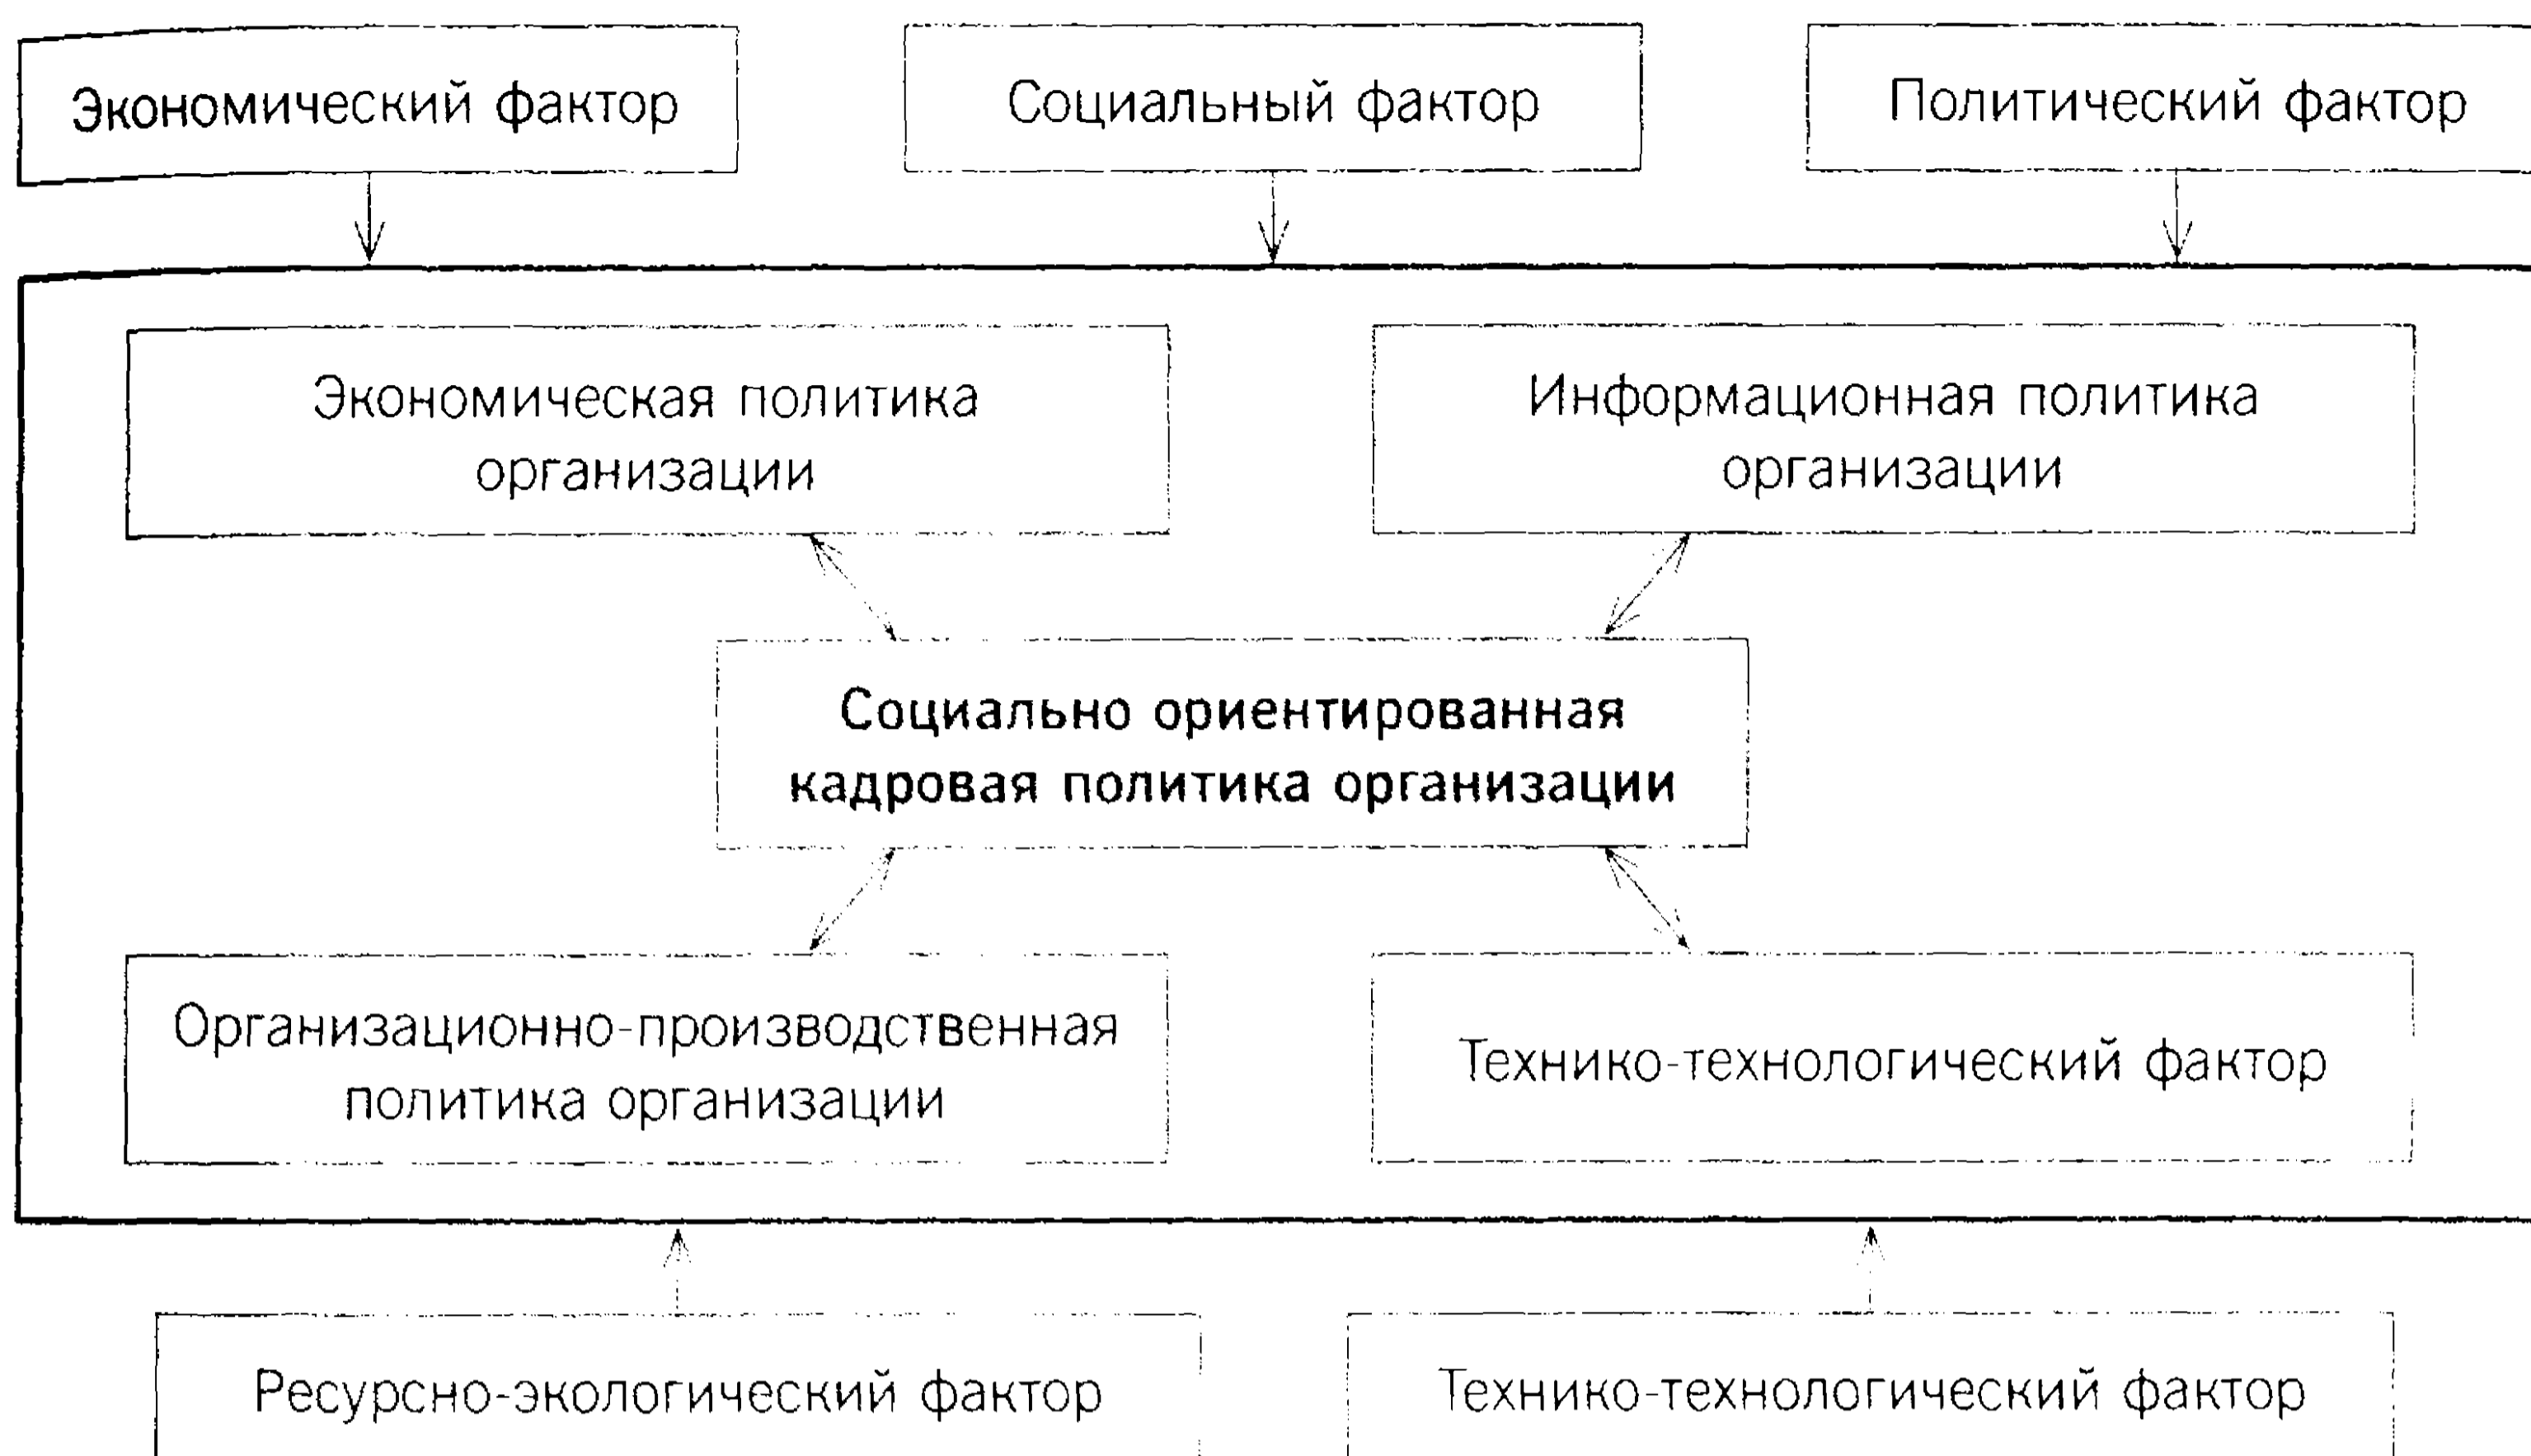 Экономический фактор
Социальный фактор
Политический фактор
Экономическая политика
организации
Информационная политика
организации
Социально ориентированная
кадровая политика организации
Организационно-производственная
политика организации
Технико-технологический фактор
Ресурсно-экологический фактор
Технико-технологический фактор